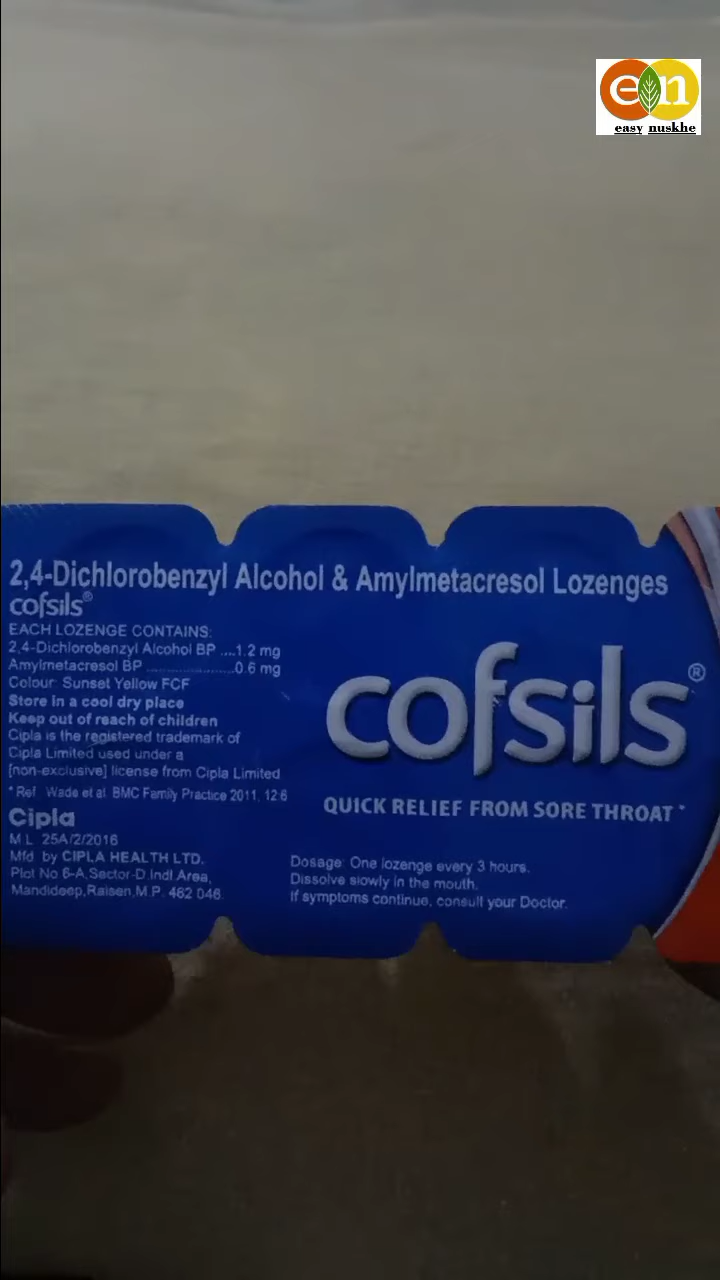 en
easy nuskhe
2,4-Dichlorobenzyl Alcohol & Amylmetacresol Lozenges
cofsils®
EACH LOZENGE CONTAINS:
2,4-Dichlorobenzyl Alcohol BP ....1.2 mg
Amylmetacresol BP ........................0.6 mg
Colour: Sunset Yellow FCF
Store in a cool dry place
Keep out of reach of children
Cipla is the registered trademark of
Cipla Limited used under a
[non-exclusive] license from Cipla Limited
* Ref. Wade et al. BMC Family Practice 2011, 12:6
Cipla
M.L. 25A/2/2016
Mfd. by CIPLA HEALTH LTD.
Plot No 6-A,Sector-D,Indl.Area,
Mandideep,Raisen,M.P. 462 046.
cofsils®
QUICK RELIEF FROM SORE THROAT *
Dosage: One lozenge every 3 hours.
Dissolve slowly in the mouth.
If symptoms continue, consult your Doctor.